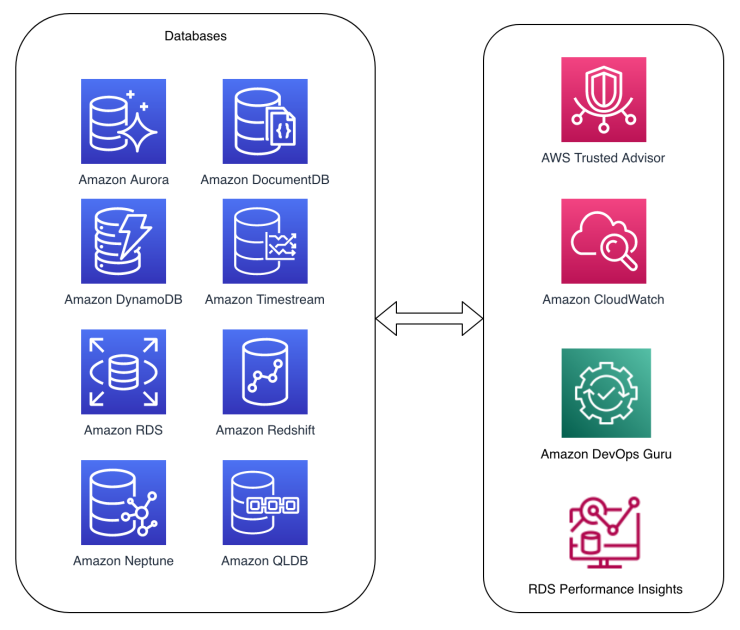 Databases
Amazon Aurora
Amazon DocumentDB
Amazon DynamoDB
Amazon Timestream
Amazon RDS
Amazon Redshift
Amazon Neptune
Amazon QLDB
AWS Trusted Advisor
Amazon CloudWatch
Amazon DevOps Guru
RDS Performance Insights